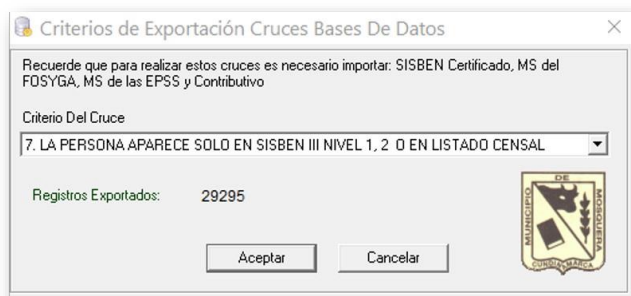 Criterios de Exportación Cruces Bases De Datos
Recuerde que para realizar estos cruces es necesario importar: SISBEN Certificado, MS del
FOSYGA, MS de las EPSS y Contributivo
Criterio Del Cruce
7. LA PERSONA APARECE SOLO EN SISBEN III NIVEL 1, 2 O EN LISTADO CENSAL
Registros Exportados: 29295
Aceptar Cancelar
MUNICIPIO DE MOSQUERA
CUNDINAMARCA